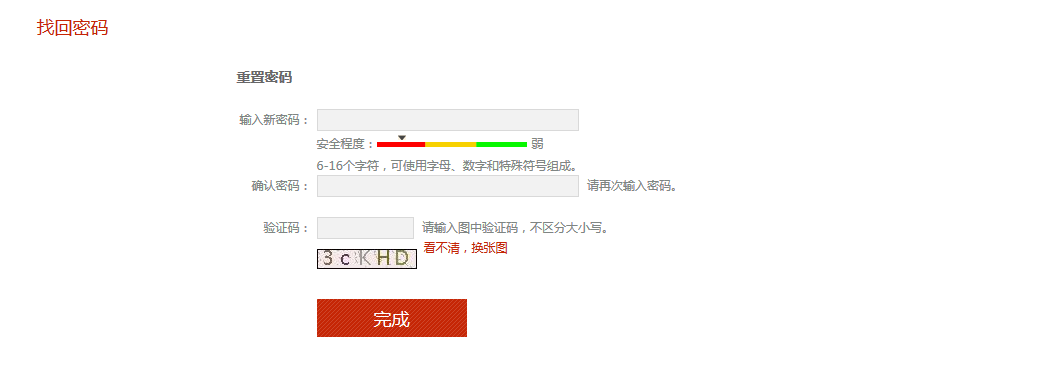 找回密码
重置密码
输入新密码：
安全程度： 弱
6-16个字符，可使用字母、数字和特殊符号组成。
确认密码： 请再次输入密码。
验证码： 请输入图中验证码，不区分大小写。
3cKHD 看不清，换张图
完成